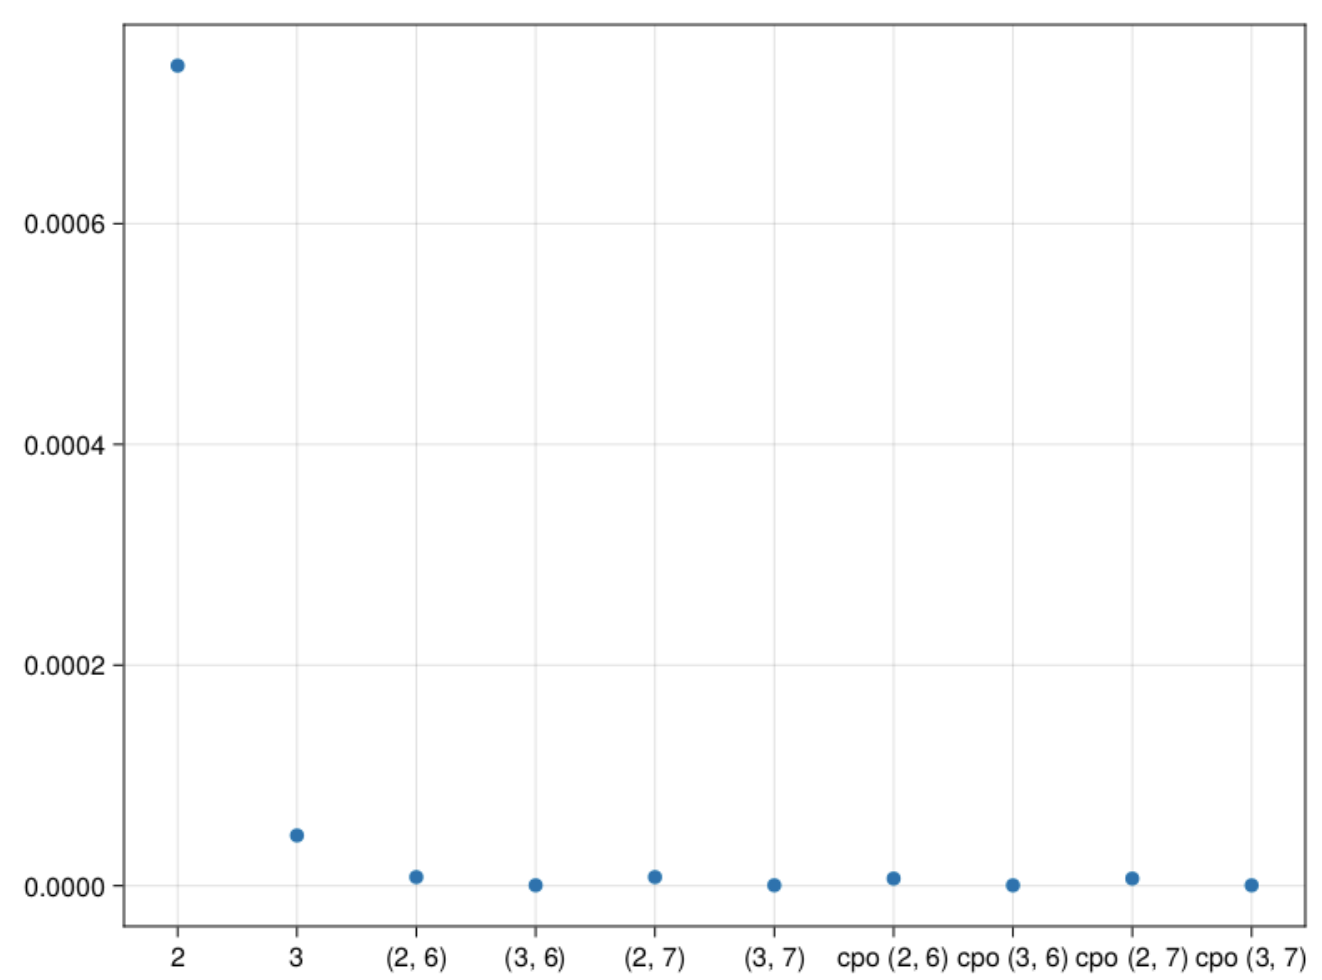 0.0006
0.0004
0.0002
0.0000
2 3 (2, 6) (3, 6) (2, 7) (3, 7) cpo (2, 6) cpo (3, 6) cpo (2, 7) cpo (3, 7)